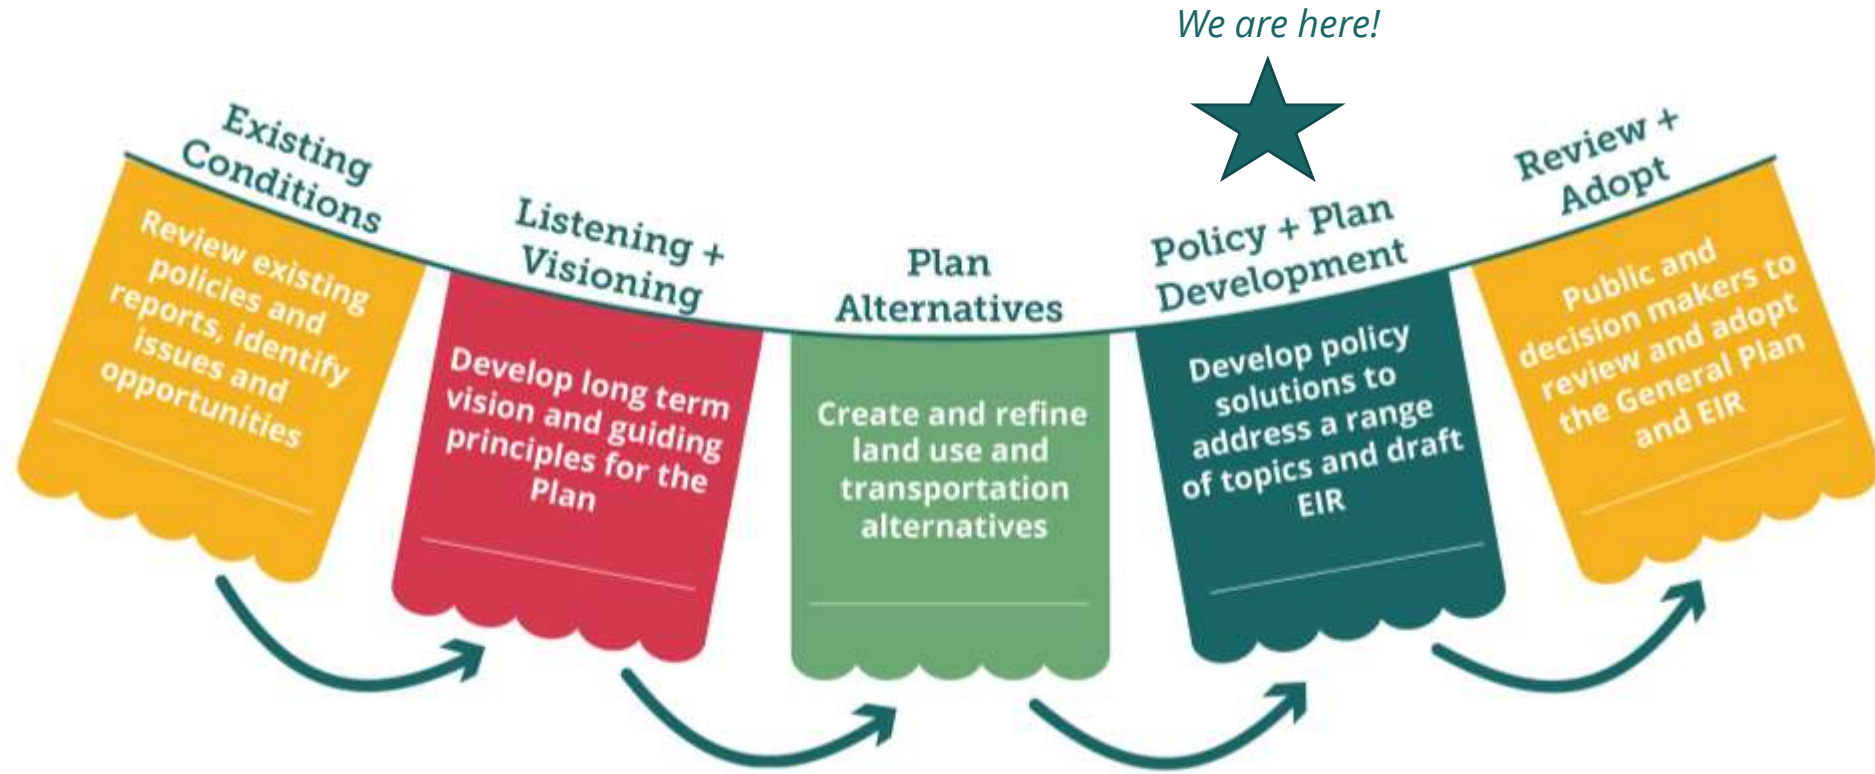 We are here!
Existing
Conditions
Review existing
policies and
reports, identify
issues and
opportunities
Listening +
Visioning
Develop long term
vision and guiding
principles for the
Plan
Plan
Alternatives
Create and refine
land use and
transportation
alternatives
Policy + Plan
Development
Develop policy
solutions to
address a range
of topics and draft
EIR
Review +
Adopt
Public and
decision makers to
review and adopt
the General Plan
and EIR